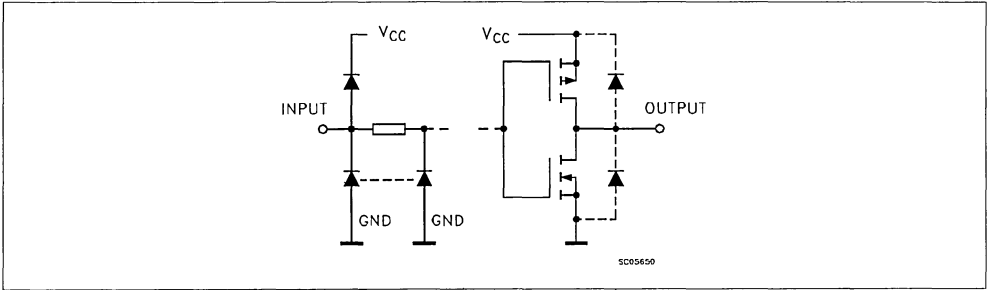 VCC
VCC
INPUT
OUTPUT
GND
GND
SC05650